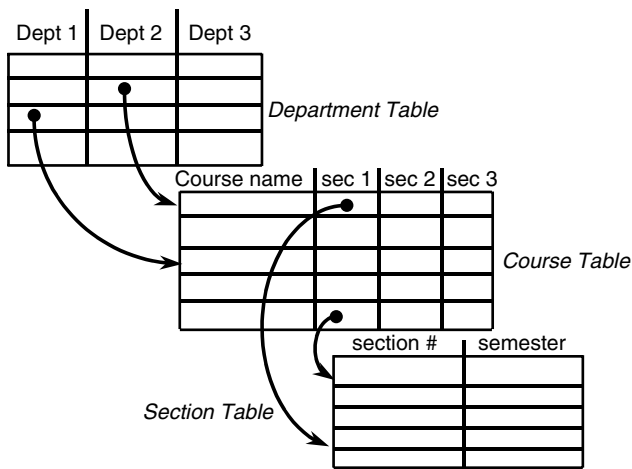 Dept 1 Dept 2 Dept 3
Department Table
Course name sec 1 sec 2 sec 3
Course Table
section # semester
Section Table